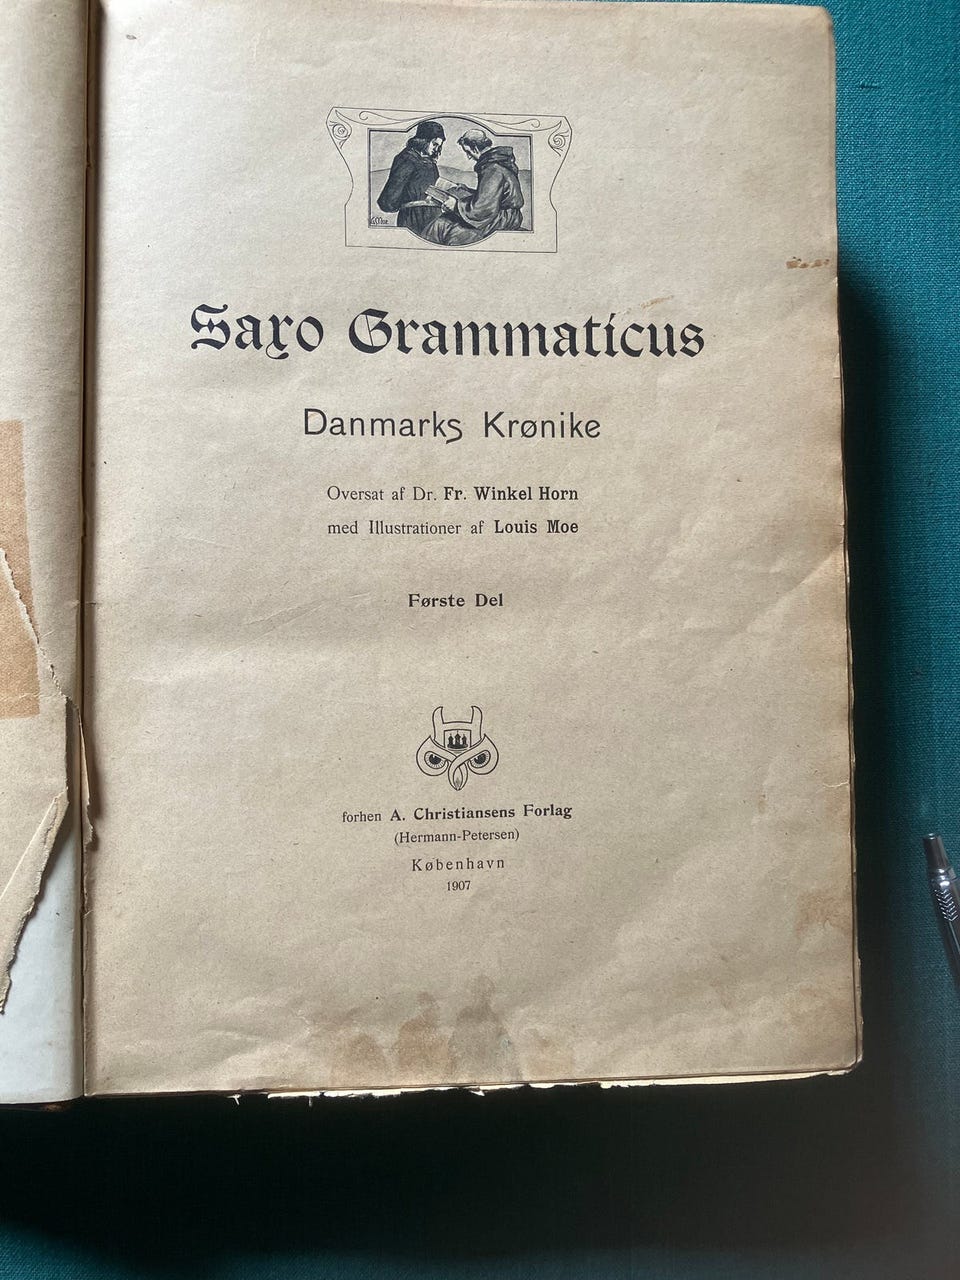 L. Moe
Saxo Grammaticus
Danmarks Krønike
Oversat af Dr. Fr. Winkel Horn
med Illustrationer af Louis Moe
Første Del
forhen A. Christiansens Forlag
(Hermann-Petersen)
København
1907